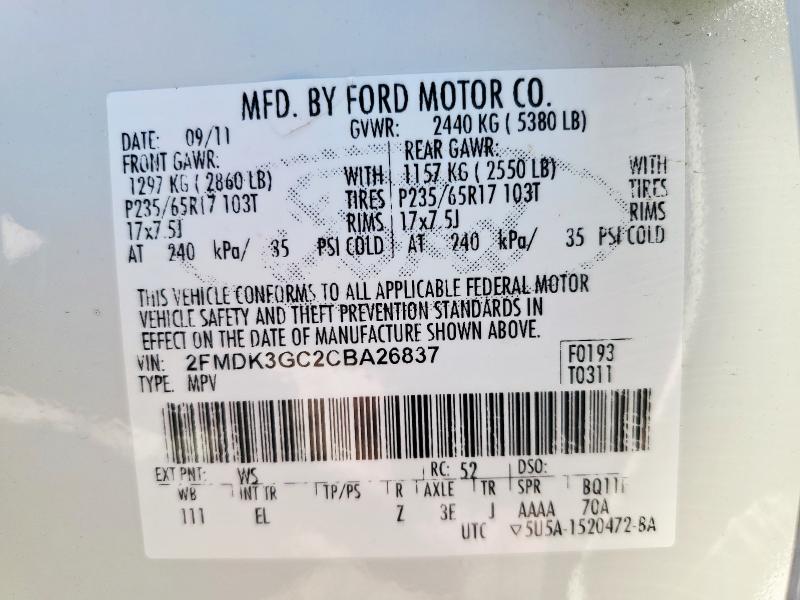 MFD. BY FORD MOTOR CO.
DATE: 09/11 GVWR: 2440 KG ( 5380 LB)
FRONT GAWR: REAR GAWR:
1297 KG ( 2860 LB) WITH 1157 KG ( 2550 LB) WITH
P235/65R17 103T TIRES P235/65R17 103T TIRES
17x7.5J RIMS 17x7.5J RIMS
AT 240 kPa/ 35 PSI COLD AT 240 kPa/ 35 PSI COLD
THIS VEHICLE CONFORMS TO ALL APPLICABLE FEDERAL MOTOR
VEHICLE SAFETY AND THEFT PREVENTION STANDARDS IN
EFFECT ON THE DATE OF MANUFACTURE SHOWN ABOVE.
VIN: 2FMDK3GC2CBA26837 F0193
TYPE: MPV T0311
EXT PNT: WS RC: 52 DSO:
WB INT TR TP/PS R AXLE TR SPR
111 EL Z 3E J AAAA 70A
UTC ▽5U5A-1520472-BA